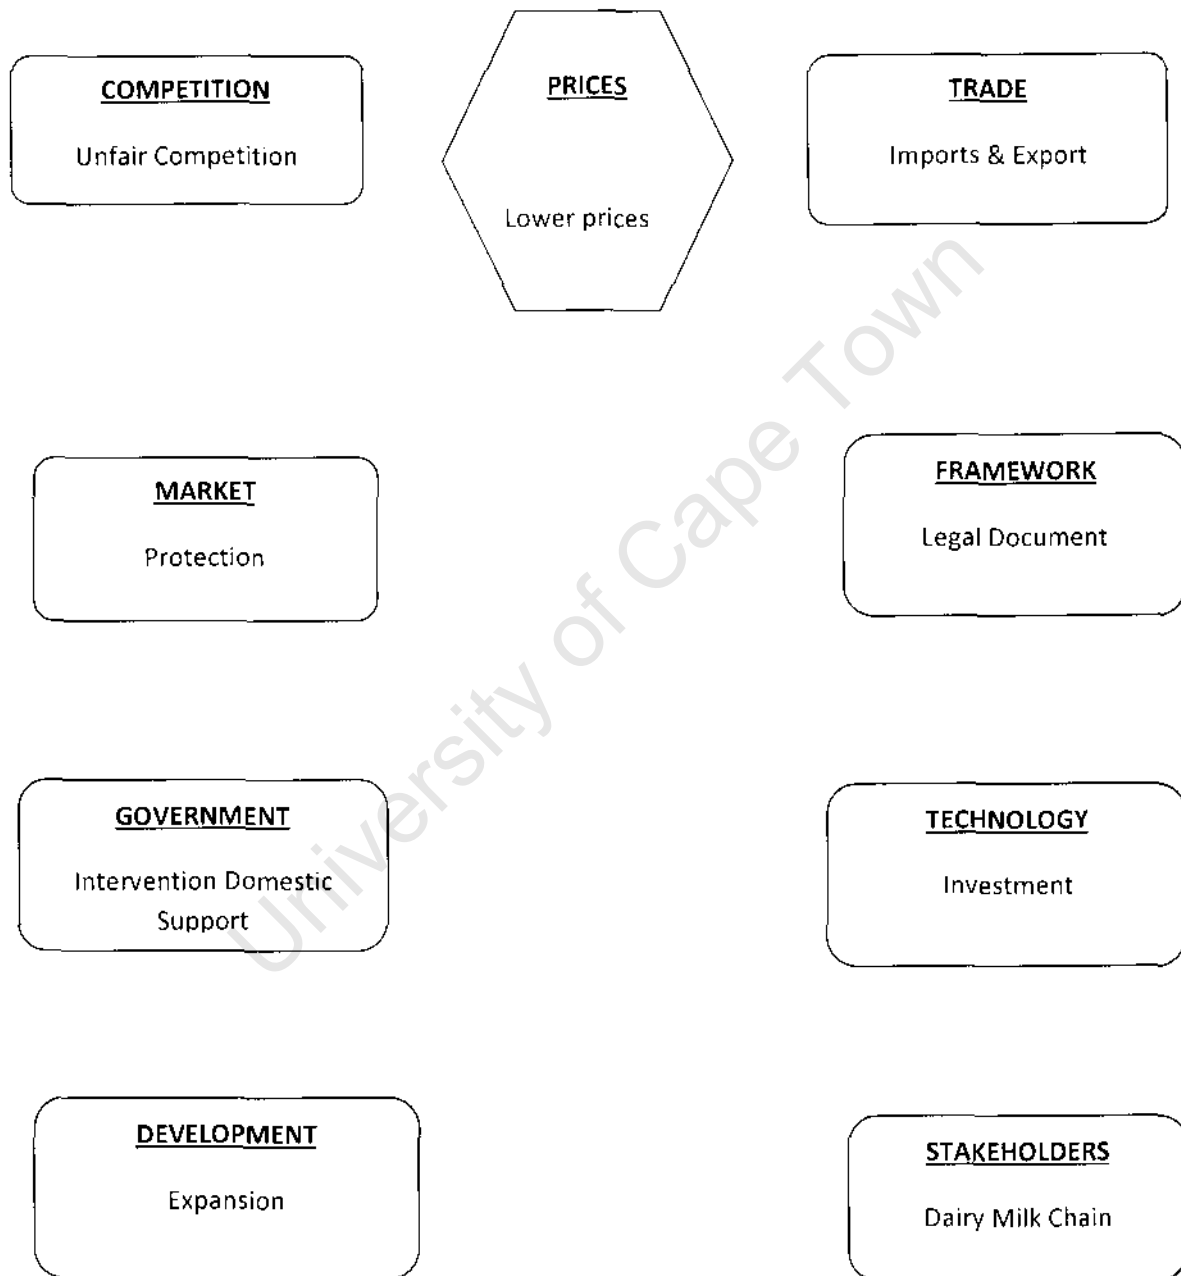 COMPETITION
Unfair Competition
PRICES
Lower prices
TRADE
Imports & Export
MARKET
Protection
FRAMEWORK
Legal Document
GOVERNMENT
Intervention Domestic
Support
TECHNOLOGY
Investment
DEVELOPMENT
Expansion
STAKEHOLDERS
Dairy Milk Chain
University of Cape Town